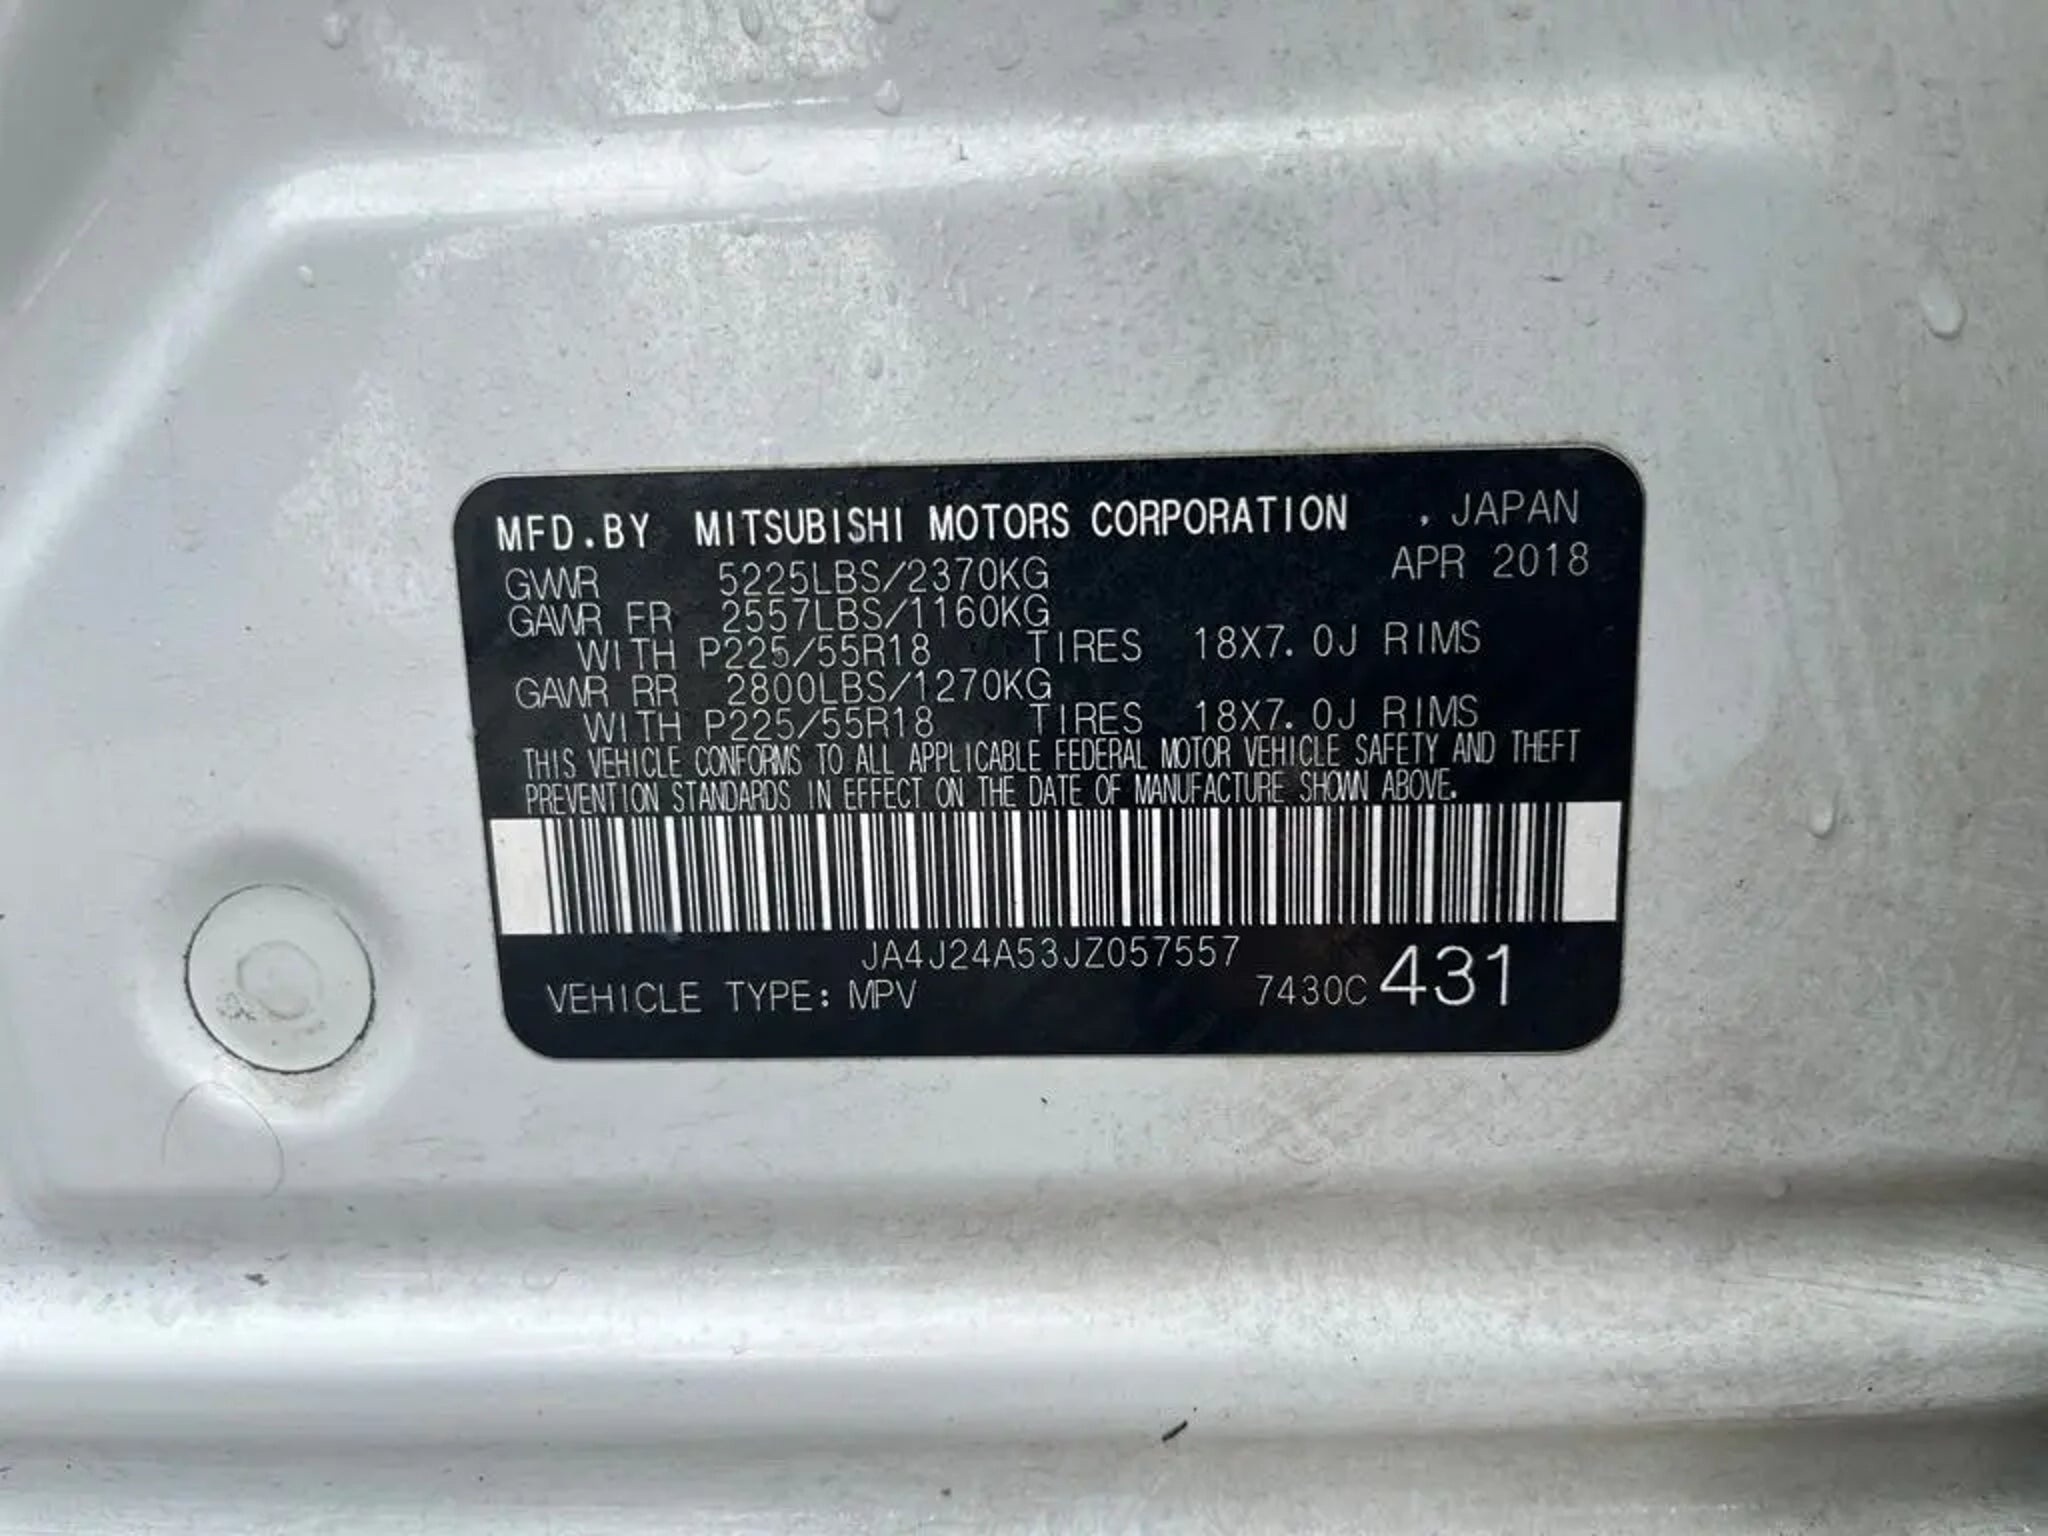 MFD.BY MITSUBISHI MOTORS CORPORATION , JAPAN
APR 2018
GVWR 5225LBS/2370KG
GAWR FR 2557LBS/1160KG
WITH P225/55R18 TIRES 18X7.0J RIMS
GAWR RR 2800LBS/1270KG
WITH P225/55R18 TIRES 18X7.0J RIMS
THIS VEHICLE CONFORMS TO ALL APPLICABLE FEDERAL MOTOR VEHICLE SAFETY AND THEFT
PREVENTION STANDARDS IN EFFECT ON THE DATE OF MANUFACTURE SHOWN ABOVE.
JA4J24A53JZ057557
VEHICLE TYPE: MPV 7430C 431